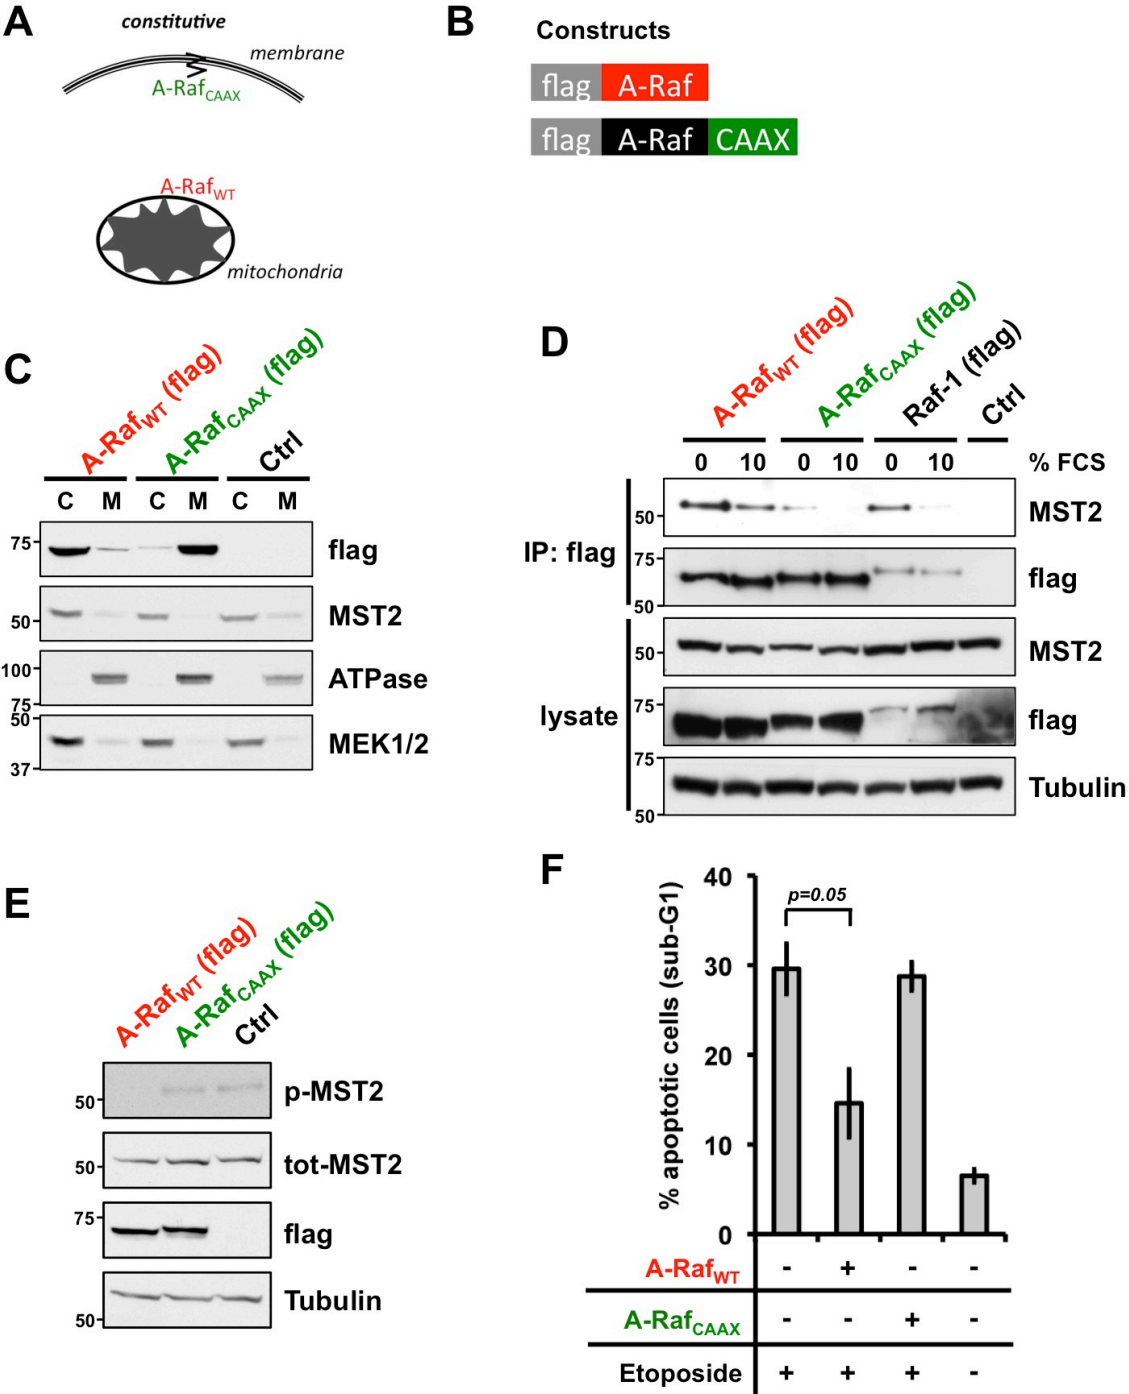 A
constitutive
membrane
A-RafCAAX
A-RafWT
mitochondria
B
Constructs
flag A-Raf
flag A-Raf CAAX
C
A-RafWT (flag) A-RafCAAX (flag) Ctrl
C M C M C M
75 flag
50 MST2
100 ATPase
75
50 MEK1/2
37
D
A-RafWT (flag) A-RafCAAX (flag) Raf-1 (flag) Ctrl
0 10 0 10 0 10 % FCS
IP: flag
50 MST2
75 flag
50
lysate
50 MST2
75 flag
75 Tubulin
50
E
A-RafWT (flag) A-RafCAAX (flag) Ctrl
50 p-MST2
50 tot-MST2
75 flag
50 Tubulin
F
% apoptotic cells (sub-G1)
40
30
20
10
0
p=0.05
A-RafWT - + - -
A-RafCAAX - - + -
Etoposide + + + -